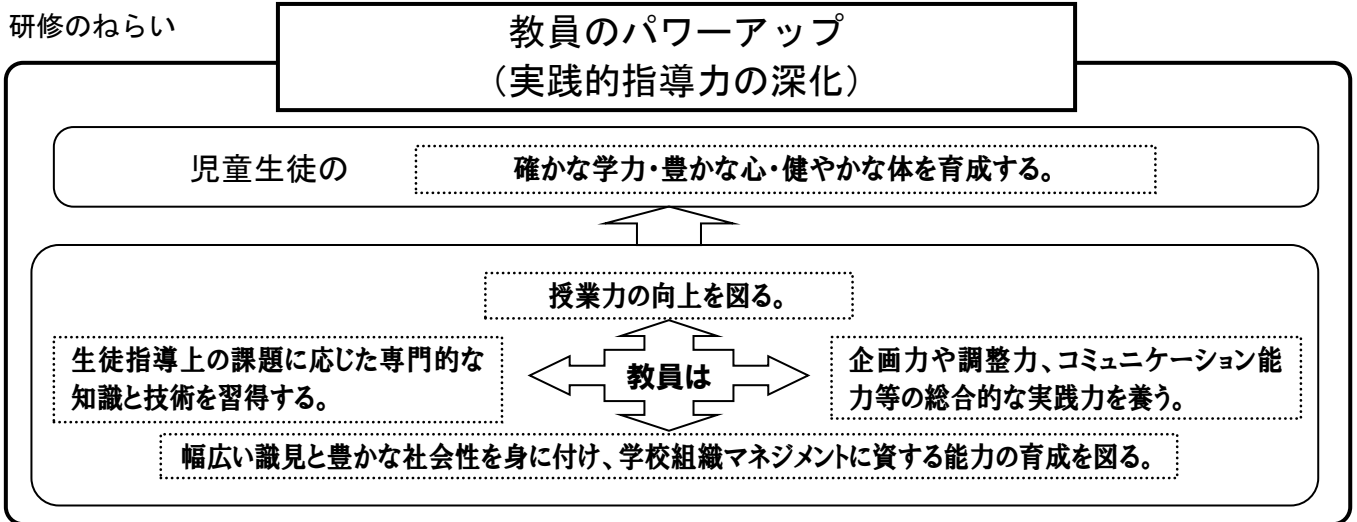 研修のねらい
教員のパワーアップ
（実践的指導力の深化）
児童生徒の
確かな学力・豊かな心・健やかな体を育成する。
授業力の向上を図る。
生徒指導上の課題に応じた専門的な
知識と技術を習得する。
教員は
企画力や調整力、コミュニケーション能
力等の総合的な実践力を養う。
幅広い識見と豊かな社会性を身に付け、学校組織マネジメントに資する能力の育成を図る。